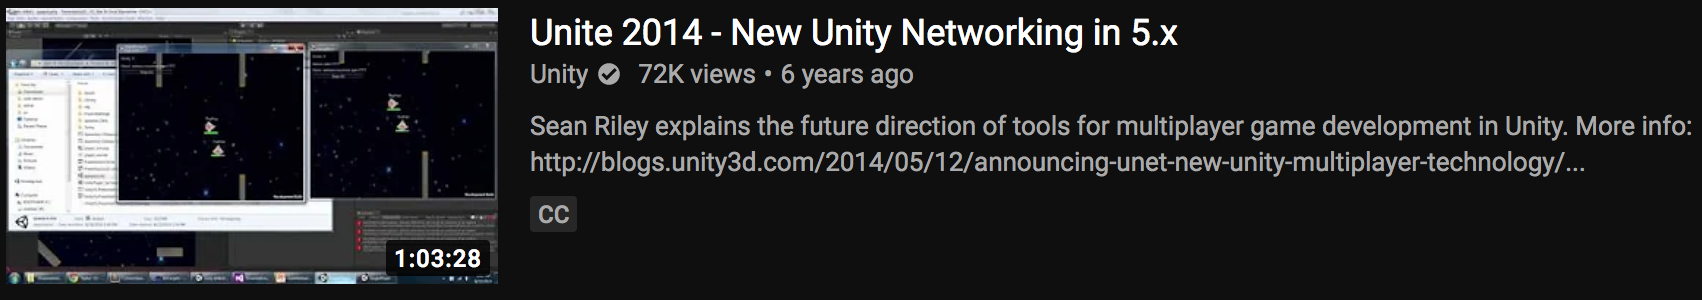 Unite 2014 - New Unity Networking in 5.x
Unity 72K views • 6 years ago
Sean Riley explains the future direction of tools for multiplayer game development in Unity. More info:
http://blogs.unity3d.com/2014/05/12/announcing-unet-new-unity-multiplayer-technology/...
CC
1:03:28